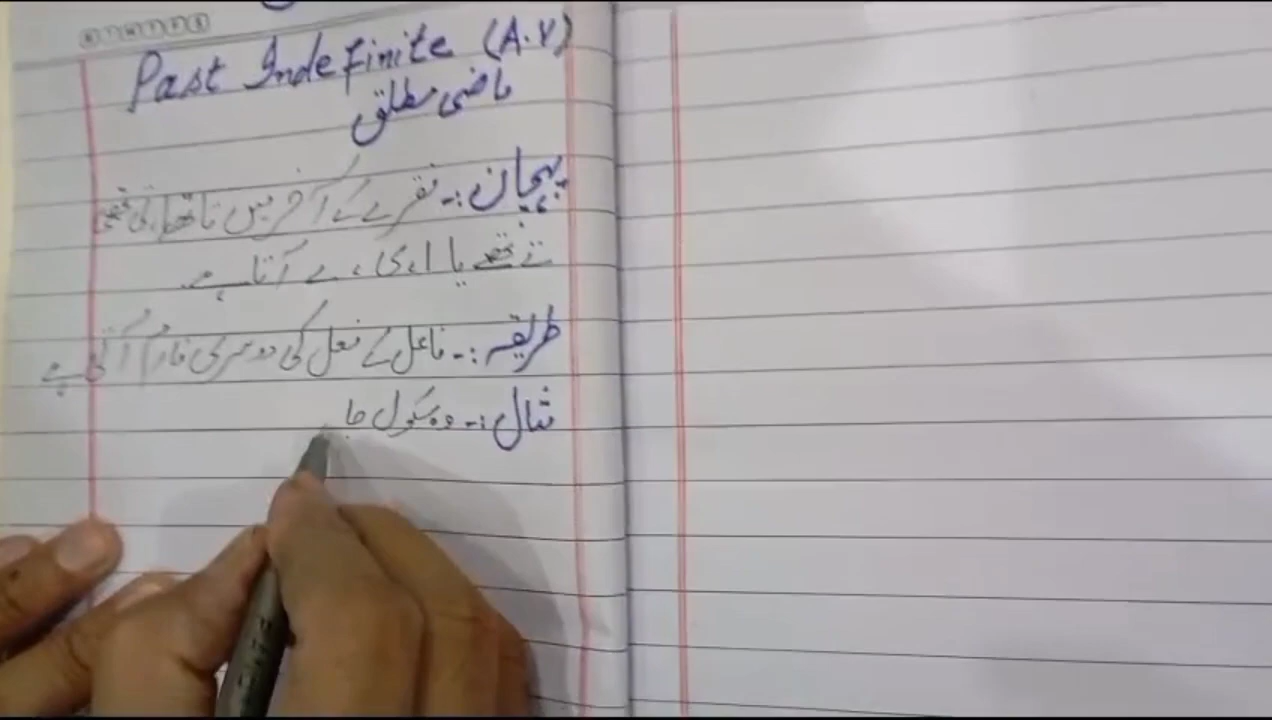 Past Indefinite (A.V)
ماضی مطلق
پہچان :- فقرے کے آخر میں تا تھا، تی تھی
تے تھے یا ا، ی، ے آتا ہے
طریقہ :- فاعل کے فعل کی دوسری فارم آتی ہے
مثال :- وہ سکول جا